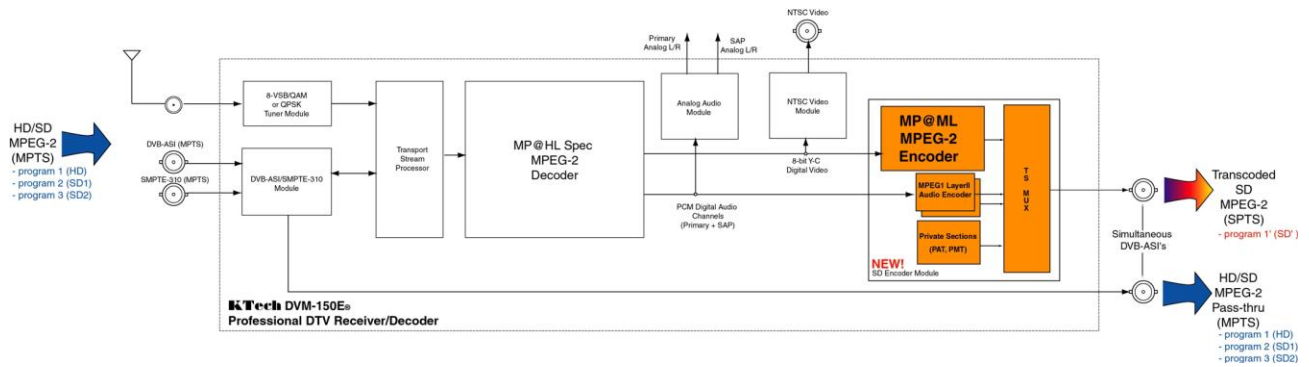 HD/SD
MPEG-2
(MPTS)
- program 1 (HD)
- program 2 (SD1)
- program 3 (SD2)
DVB-ASI (MPTS)
SMPTE-310 (MPTS)
8-VSB/QAM
or QPSK
Tuner Module
DVB-ASI/SMPTE-310
Module
Transport
Stream
Processor
MP@HL Spec
MPEG-2
Decoder
Primary
Analog L/R
SAP
Analog L/R
Analog Audio
Module
NTSC Video
NTSC Video
Module
8-bit Y-C
Digital Video
PCM Digital Audio
Channels
(Primary + SAP)
MP@ML
MPEG-2
Encoder
MPEG1 LayerII
Audio Encoder
Private Sections
(PAT, PMT)
TS MUX
NEW!
SD Encoder Module
KTech DVM-150E®
Professional DTV Receiver/Decoder
Simultaneous
DVB-ASI's
Transcoded
SD
MPEG-2
(SPTS)
- program 1' (SD')
HD/SD
MPEG-2
Pass-thru
(MPTS)
- program 1 (HD)
- program 2 (SD1)
- program 3 (SD2)